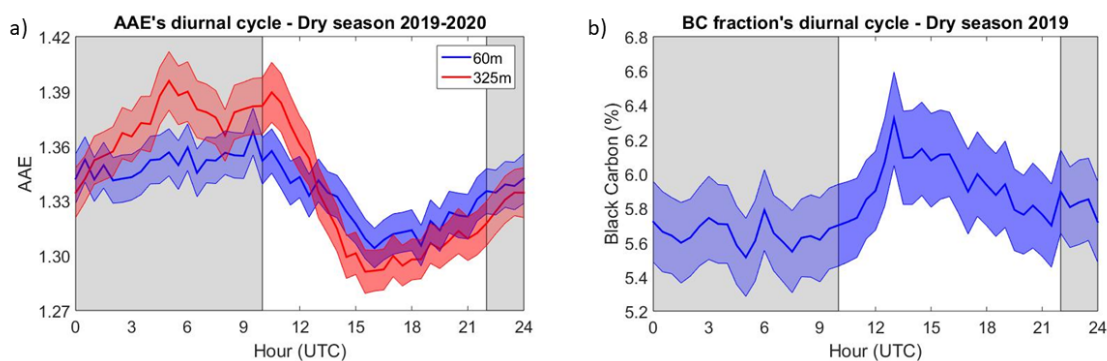 a)
AAE's diurnal cycle - Dry season 2019-2020
AAE
1.42
1.39
1.36
1.33
1.30
1.27
60m
325m
0 3 6 9 12 15 18 21 24
Hour (UTC)
b)
BC fraction's diurnal cycle - Dry season 2019
Black Carbon (%)
6.8
6.6
6.4
6.2
6.0
5.8
5.6
5.4
5.2
0 3 6 9 12 15 18 21 24
Hour (UTC)